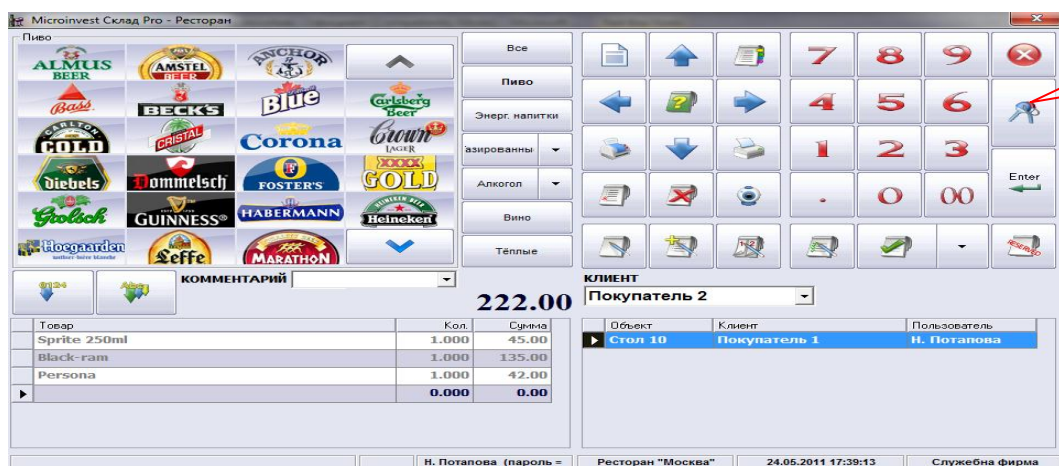 Microinvest Склад Pro - Ресторан
Пиво
ALMUS BEER
AMSTEL BEER
ANCHOR
Bass
BECK'S
Blue
Carlsberg Beer
CARLTON COLD
CRISTAL
Corona
Crown LAGER
Diebels
Dommelsch
FOSTER'S
XXXX GOLD
Grolsch
GUINNESS®
HABERMANN
Heineken
Hoegaarden
Leffe
MARATHON
Все
Пиво
Энерг. напитки
азированны
Алкогол
Вино
Тёплые
7 8 9
4 5 6
1 2 3
. 0 00
Enter
RESERVED
КОММЕНТАРИЙ
222.00
КЛИЕНТ
Покупатель 2
Товар Кол. Сумма
Sprite 250ml 1.000 45.00
Black-ram 1.000 135.00
Persona 1.000 42.00
0.000 0.00
Объект Клиент Пользователь
Стол 10 Покупатель 1 Н. Потапова
Н. Потапова (пароль = Ресторан "Москва" 24.05.2011 17:39:13 Служебна фирма